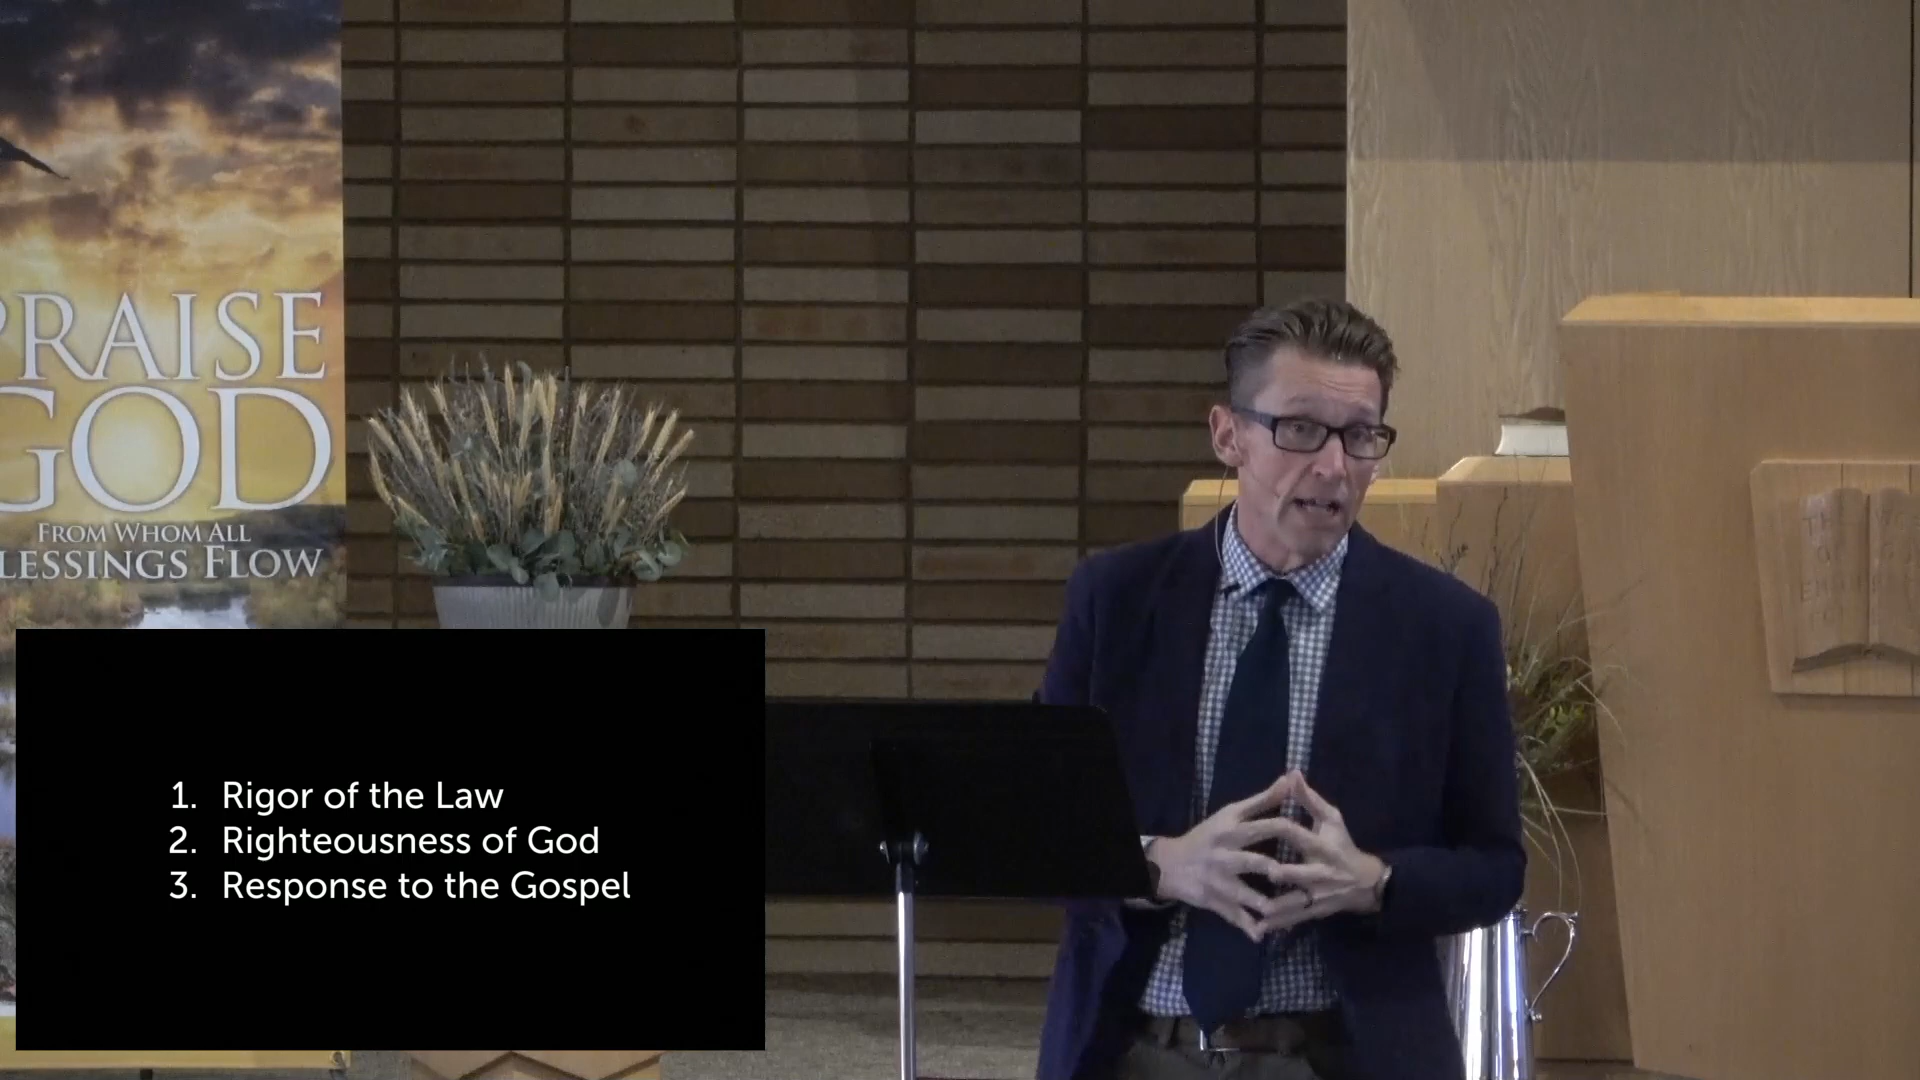 PRAISE
GOD
FROM WHOM ALL
LESSINGS FLOW
1. Rigor of the Law
2. Righteousness of God
3. Response to the Gospel